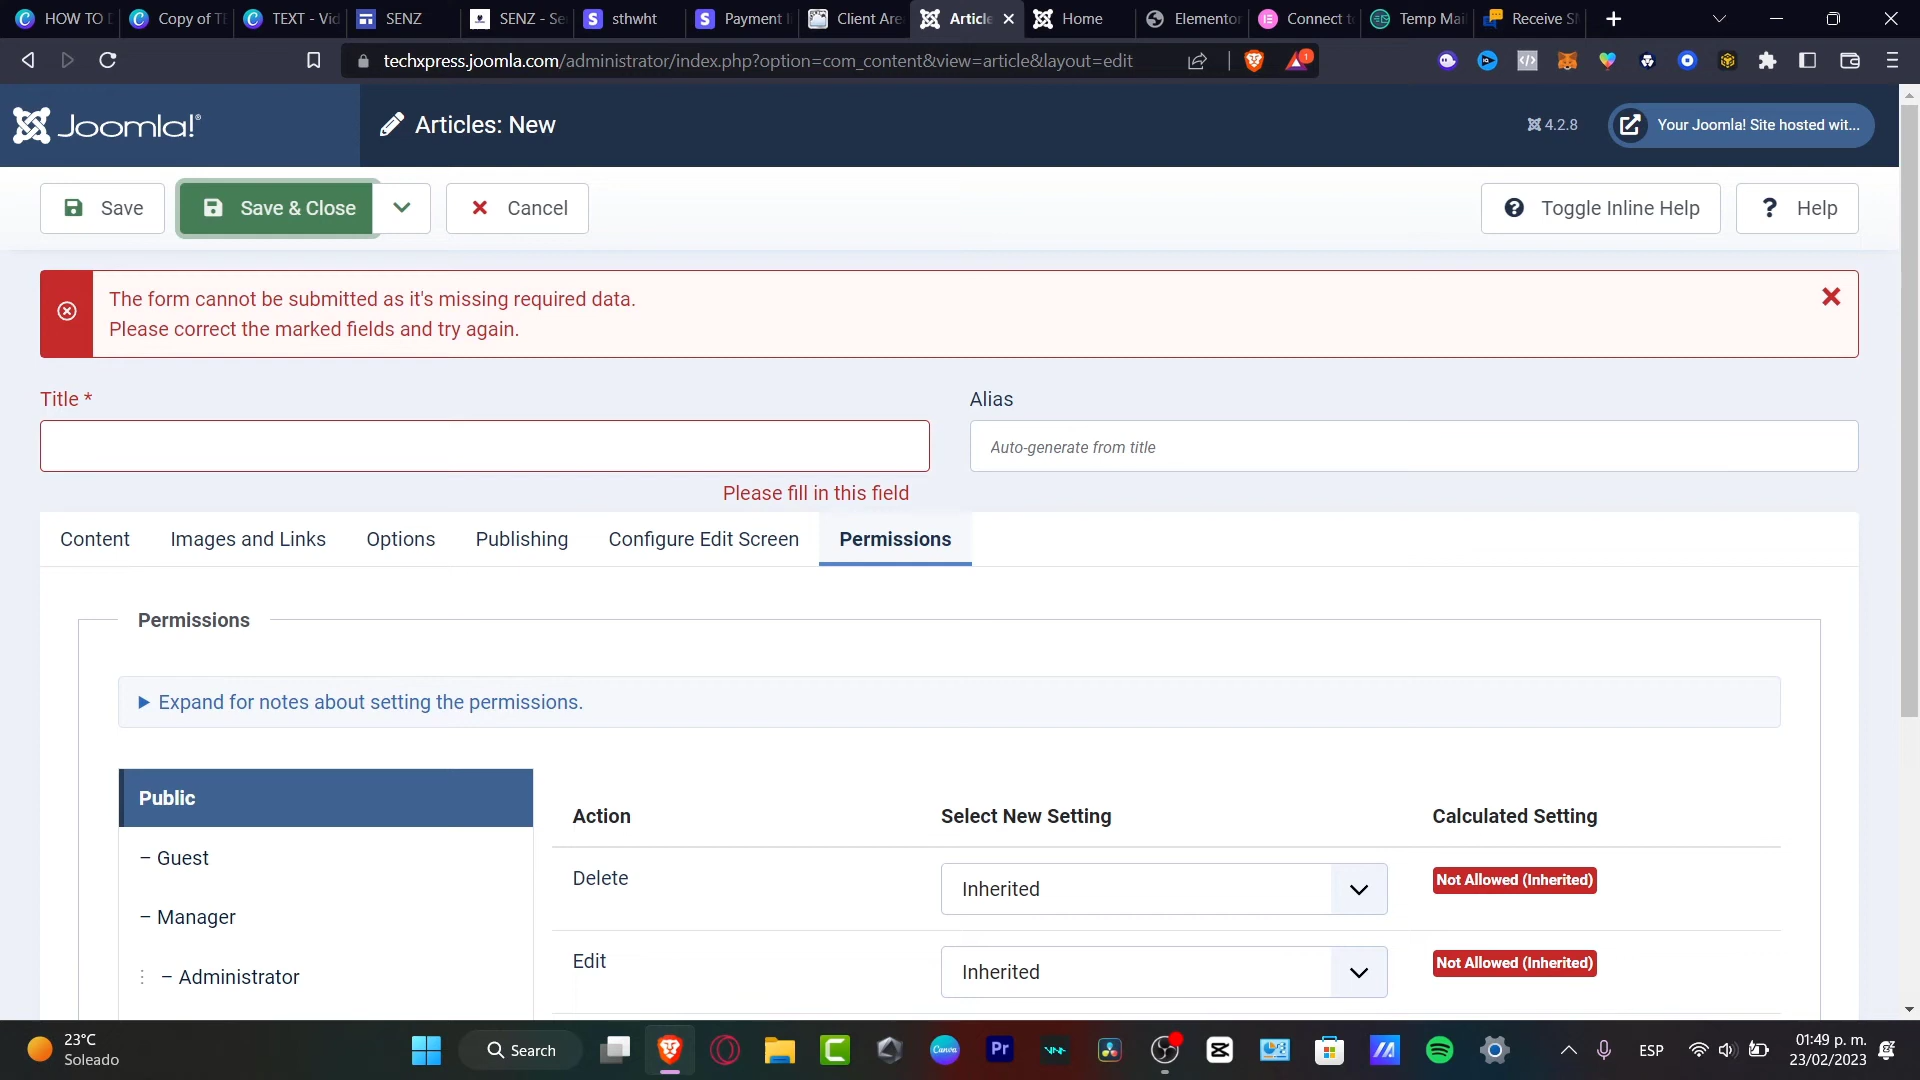 HOW TO
Copy of T
TEXT - Vid
SENZ
SENZ - Se
sthwht
Payment
Client Are
Article
Home
Elementor
Connect t
Temp Mai
Receive S
techxpress.joomla.com/administrator/index.php?option=com_content&view=article&layout=edit
1
Joomla!®
Articles: New
4.2.8
Your Joomla! Site hosted wit...
Save
Save & Close
Cancel
Toggle Inline Help
? Help
The form cannot be submitted as it's missing required data.
Please correct the marked fields and try again.
Title *
Alias
Auto-generate from title
Please fill in this field
Content
Images and Links
Options
Publishing
Configure Edit Screen
Permissions
Permissions
Expand for notes about setting the permissions.
Public
– Guest
– Manager
– Administrator
Action
Select New Setting
Calculated Setting
Delete
Inherited
Not Allowed (Inherited)
Edit
Inherited
Not Allowed (Inherited)
23°C
Soleado
Search
Canva
Pr
ESP
01:49 p. m.
23/02/2023